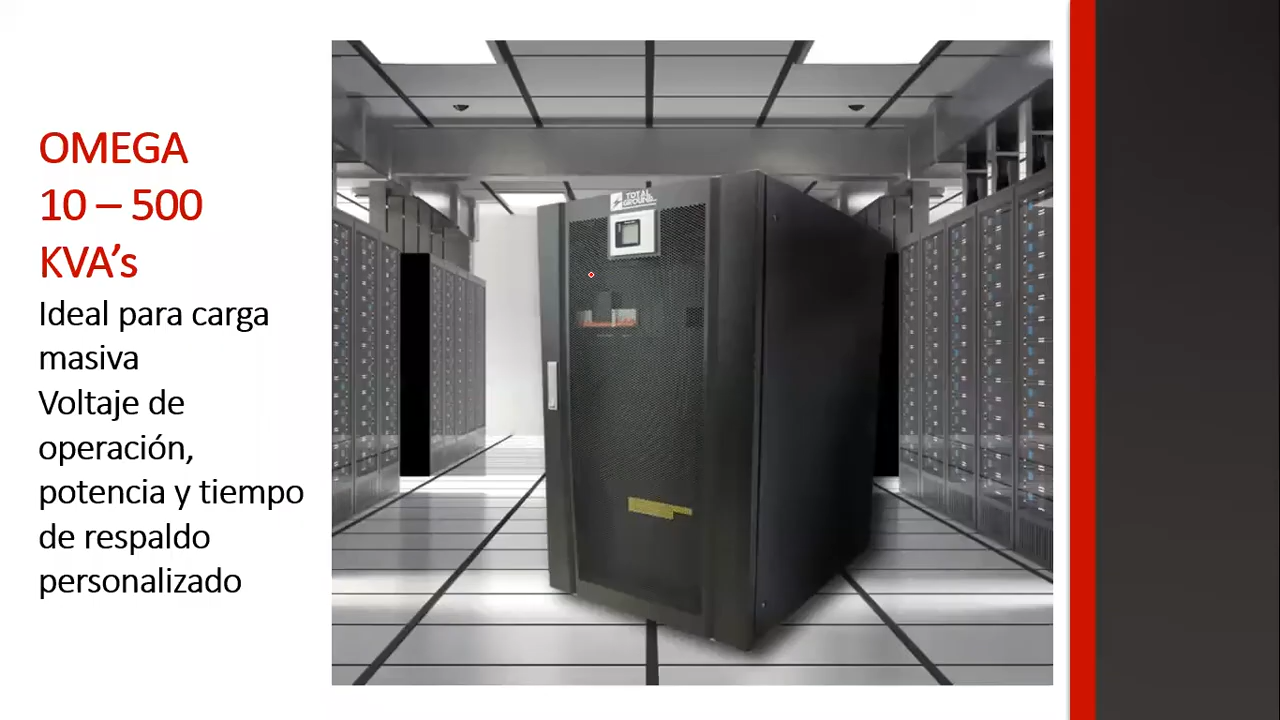 OMEGA
10 – 500
KVA’s
Ideal para carga
masiva
Voltaje de
operación,
potencia y tiempo
de respaldo
personalizado
TOTAL
GROUND